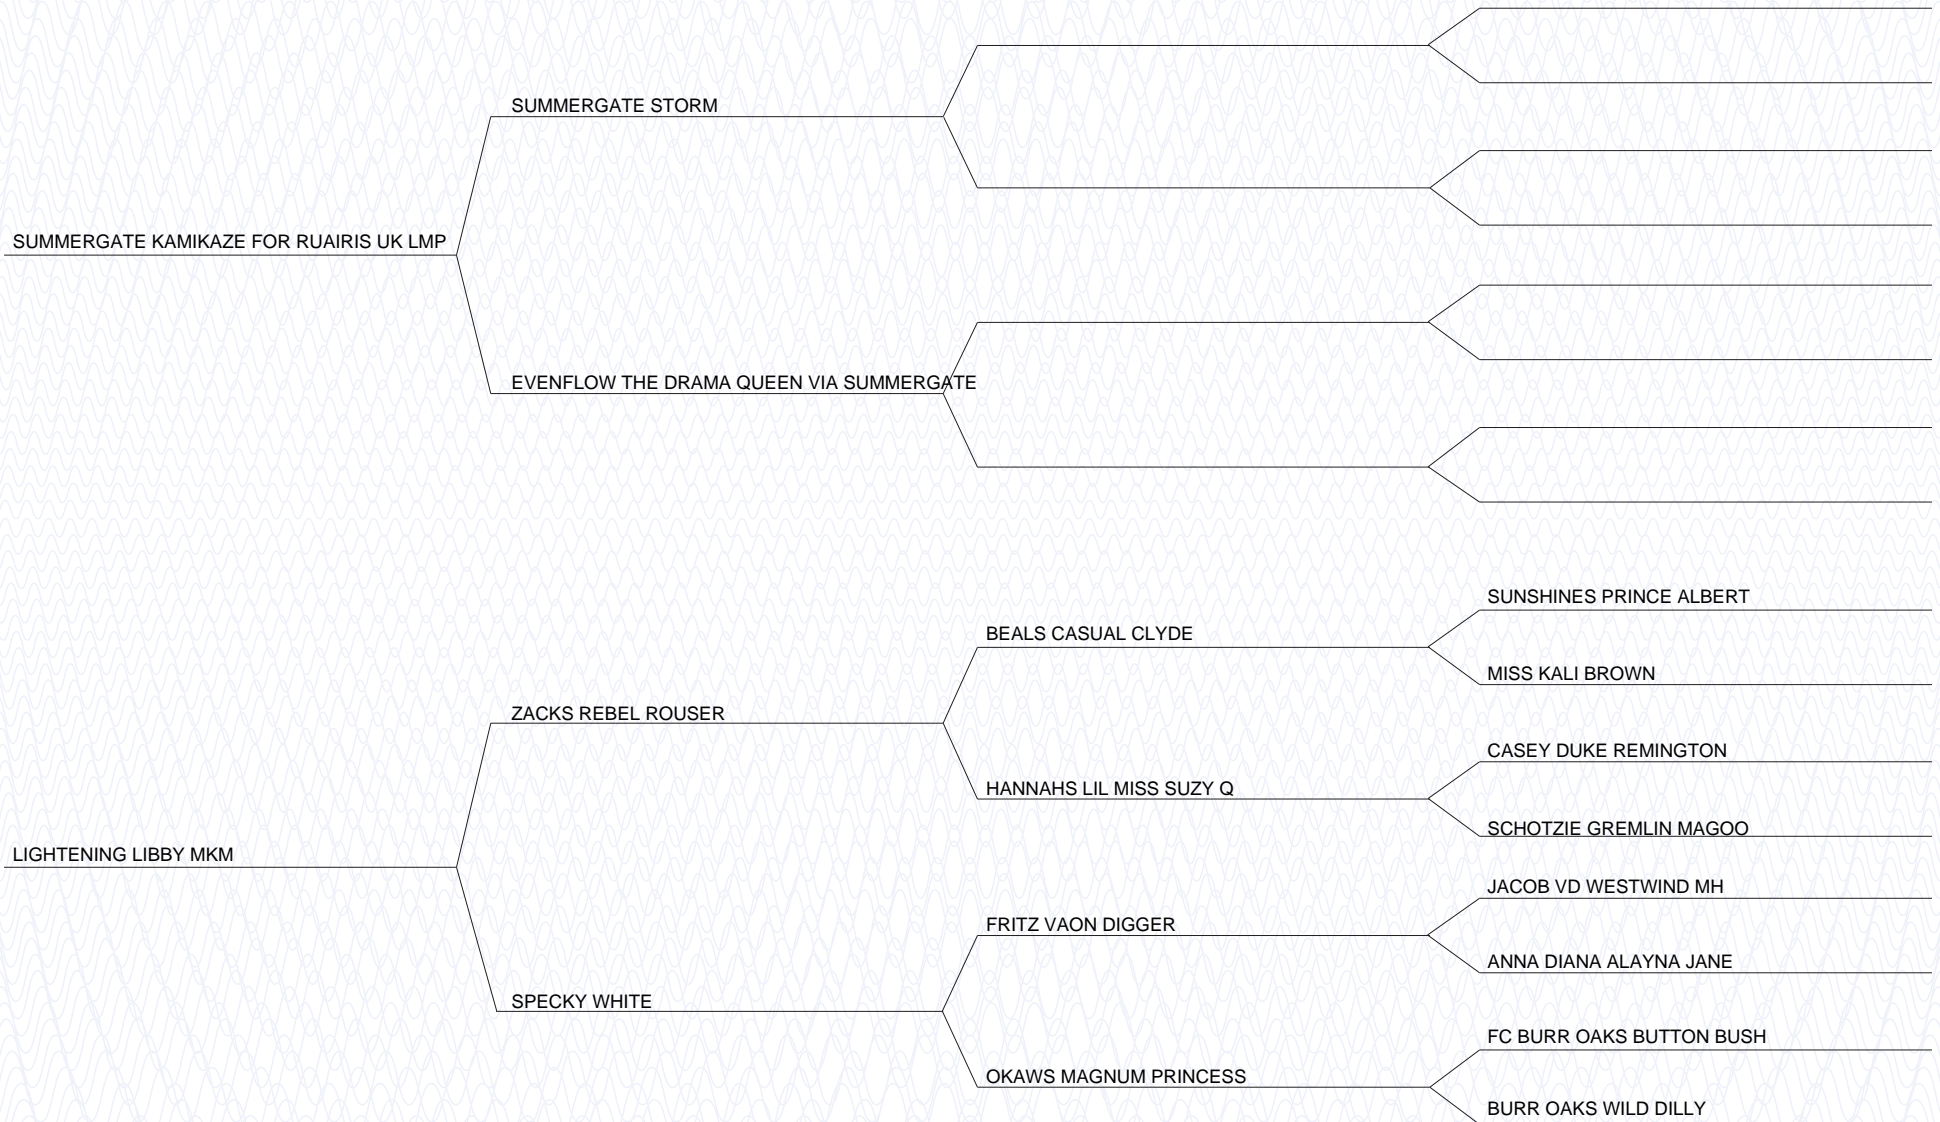 SUMMERGATE STORM
SUMMERGATE KAMIKAZE FOR RUAIRIS UK LMP
EVENFLOW THE DRAMA QUEEN VIA SUMMERGATE
SUNSHINES PRINCE ALBERT
BEALS CASUAL CLYDE
MISS KALI BROWN
ZACKS REBEL ROUSER
CASEY DUKE REMINGTON
HANNAHS LIL MISS SUZY Q
SCHOTZIE GREMLIN MAGOO
LIGHTENING LIBBY MKM
JACOB VD WESTWIND MH
FRITZ VAON DIGGER
ANNA DIANA ALAYNA JANE
SPECKY WHITE
FC BURR OAKS BUTTON BUSH
OKAWS MAGNUM PRINCESS
BURR OAKS WILD DILLY